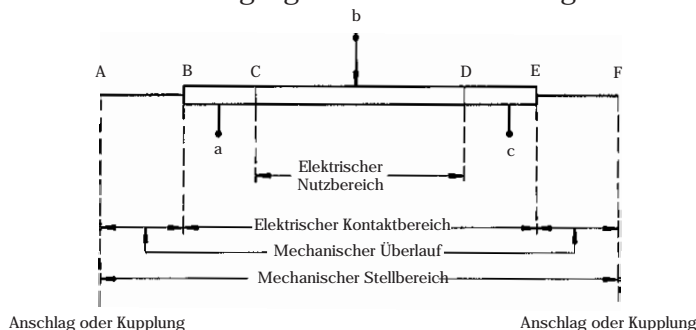 b
A B C D E F
a c
Elektrischer
Nutzbereich
Elektrischer Kontaktbereich
Mechanischer Überlauf
Mechanischer Stellbereich
Anschlag oder Kupplung Anschlag oder Kupplung